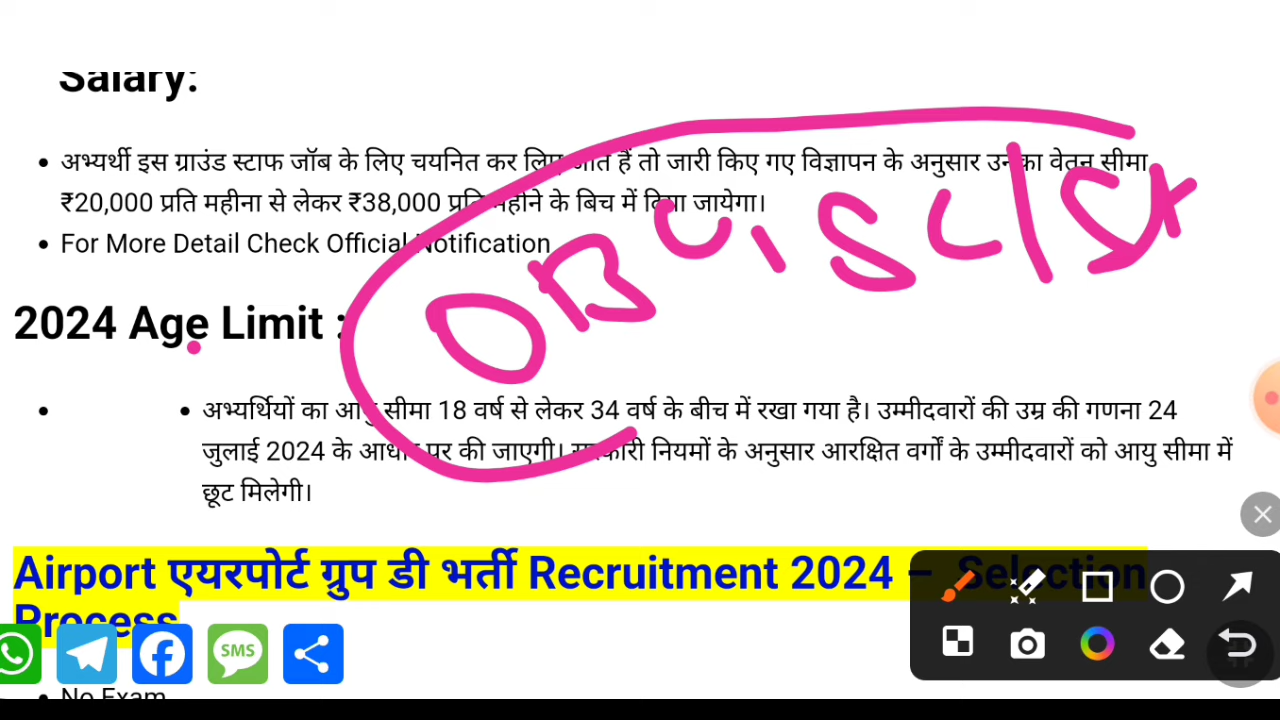 Salary:
• अभ्यर्थी इस ग्राउंड स्टाफ जॉब के लिए चयनित कर लिए जाते हैं तो जारी किए गए विज्ञापन के अनुसार उनका वेतन सीमा
₹20,000 प्रति महीना से लेकर ₹38,000 प्रति महीने के बिच में दिया जायेगा।
• For More Detail Check Official Notification
OBC, SC/St
2024 Age Limit :
• अभ्यर्थियों का आयु सीमा 18 वर्ष से लेकर 34 वर्ष के बीच में रखा गया है। उम्मीदवारों की उम्र की गणना 24
जुलाई 2024 के आधार पर की जाएगी। सरकारी नियमों के अनुसार आरक्षित वर्गों के उम्मीदवारों को आयु सीमा में
छूट मिलेगी।
Airport एयरपोर्ट ग्रुप डी भर्ती Recruitment 2024 – Selection
Process
SMS
• No Exam